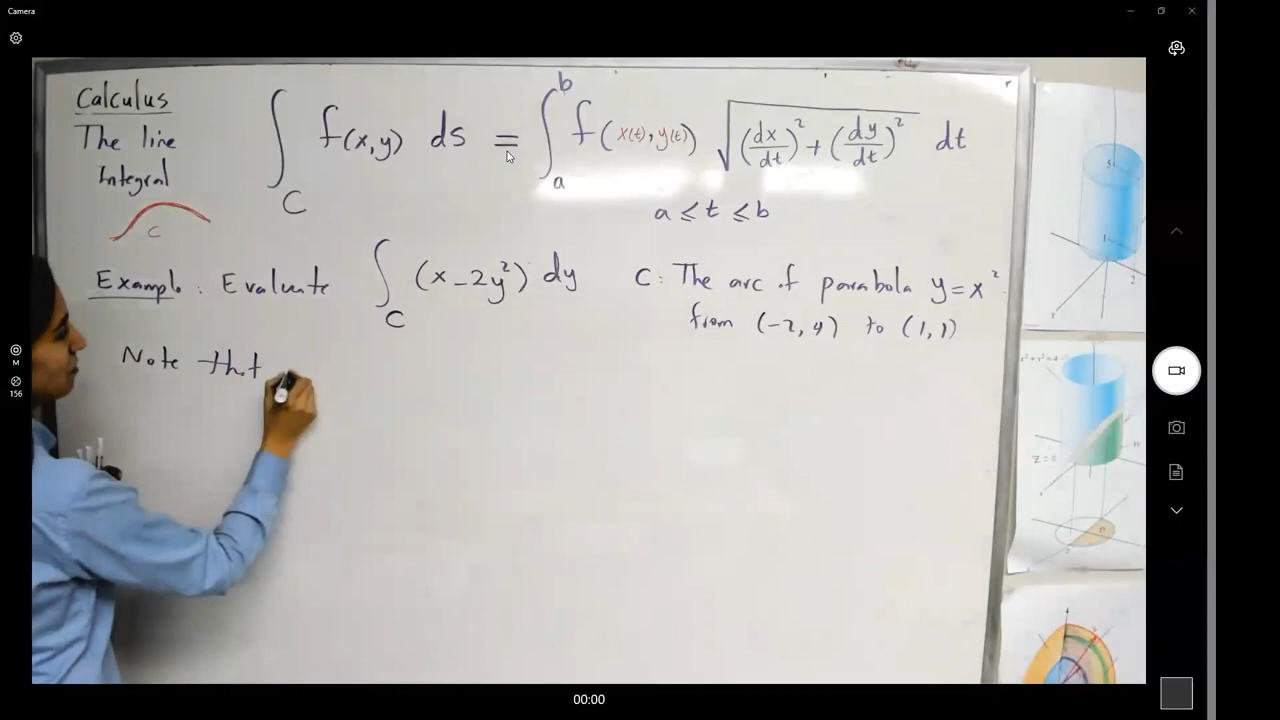 Camera
Calculus
The line
Integral
C
∫_C f(x,y) ds = ∫_a^b f(x(t), y(t)) √((dx/dt)² + (dy/dt)²) dt
a ≤ t ≤ b
Example: Evaluate ∫_C (x-2y²) dy C: The arc of parabola y=x²
from (-2, 4) to (1, 1)
Note that
M
156
00:00